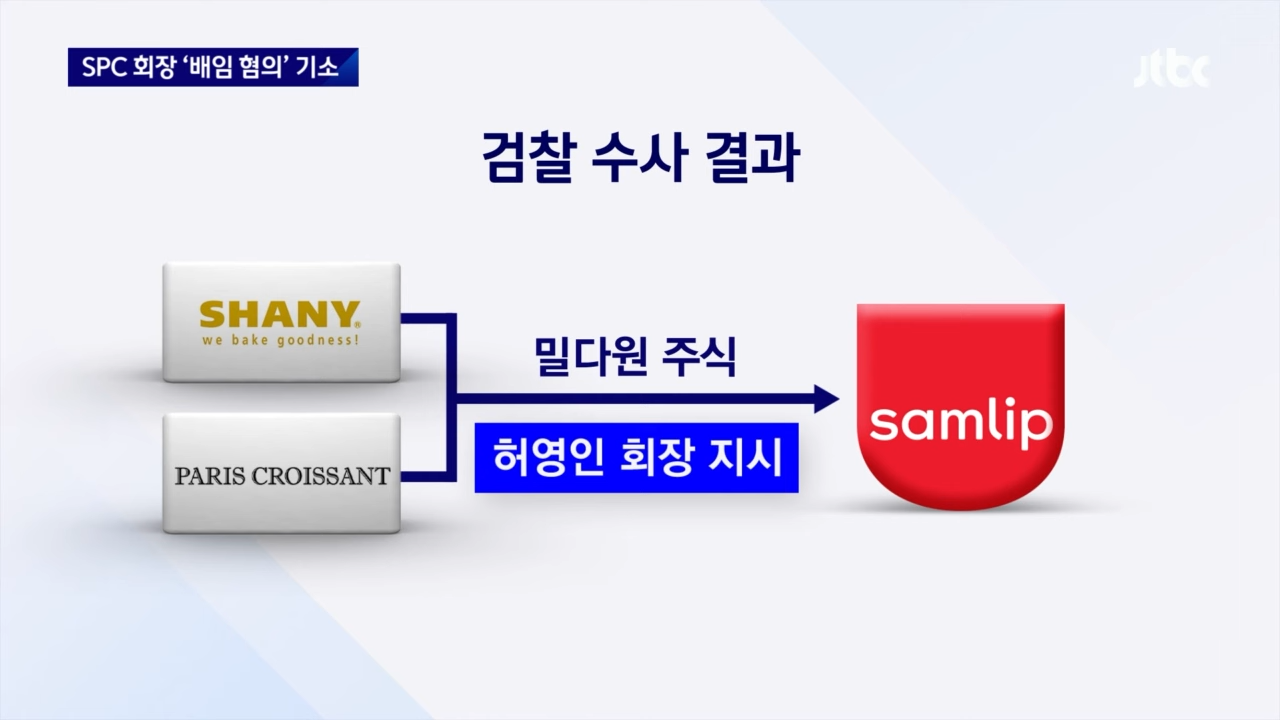 SPC 회장 ‘배임 혐의’ 기소
jtbc
검찰 수사 결과
SHANY®
we bake goodness!
밀다원 주식
PARIS CROISSANT
허영인 회장 지시
samlip